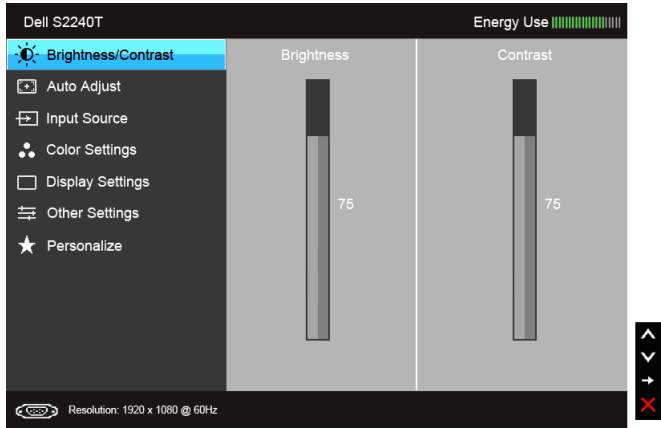 Dell S2240T
Energy Use
Brightness/Contrast
Auto Adjust
Input Source
Color Settings
Display Settings
Other Settings
Personalize
Brightness
Contrast
75
75
Resolution: 1920 x 1080 @ 60Hz